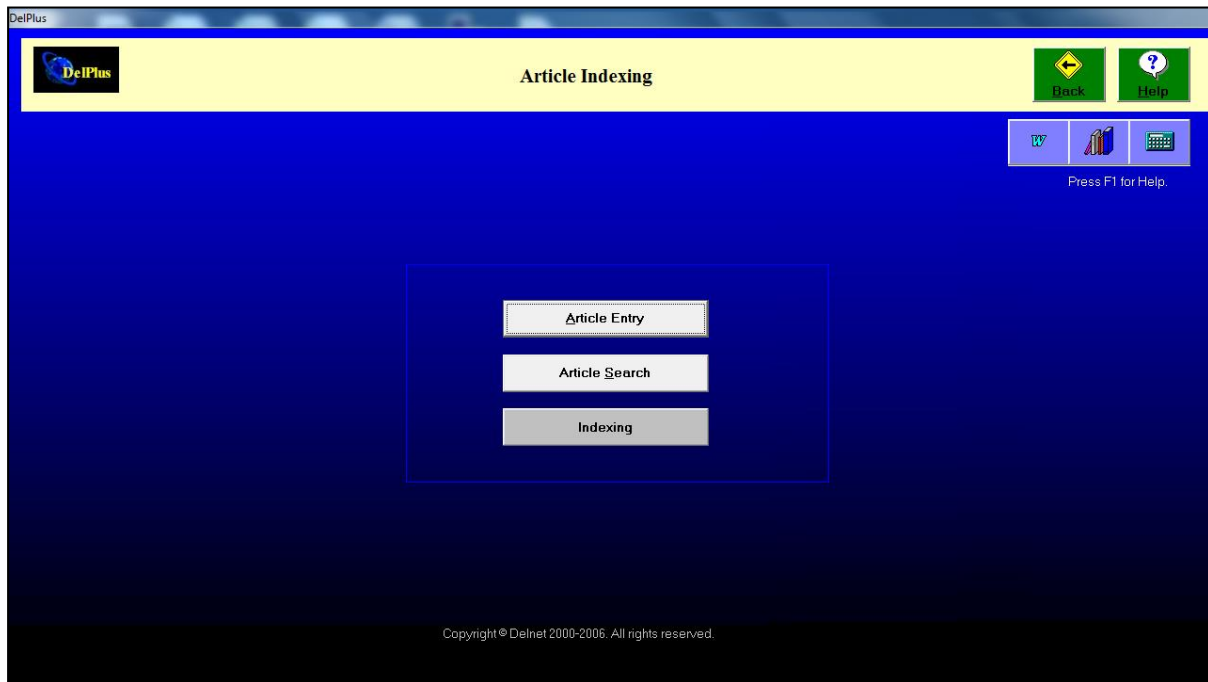 DelPlus
DelPlus
Article Indexing
Back
Help
W
Press F1 for Help.
Article Entry
Article Search
Indexing
Copyright © Delnet 2000-2006. All rights reserved.